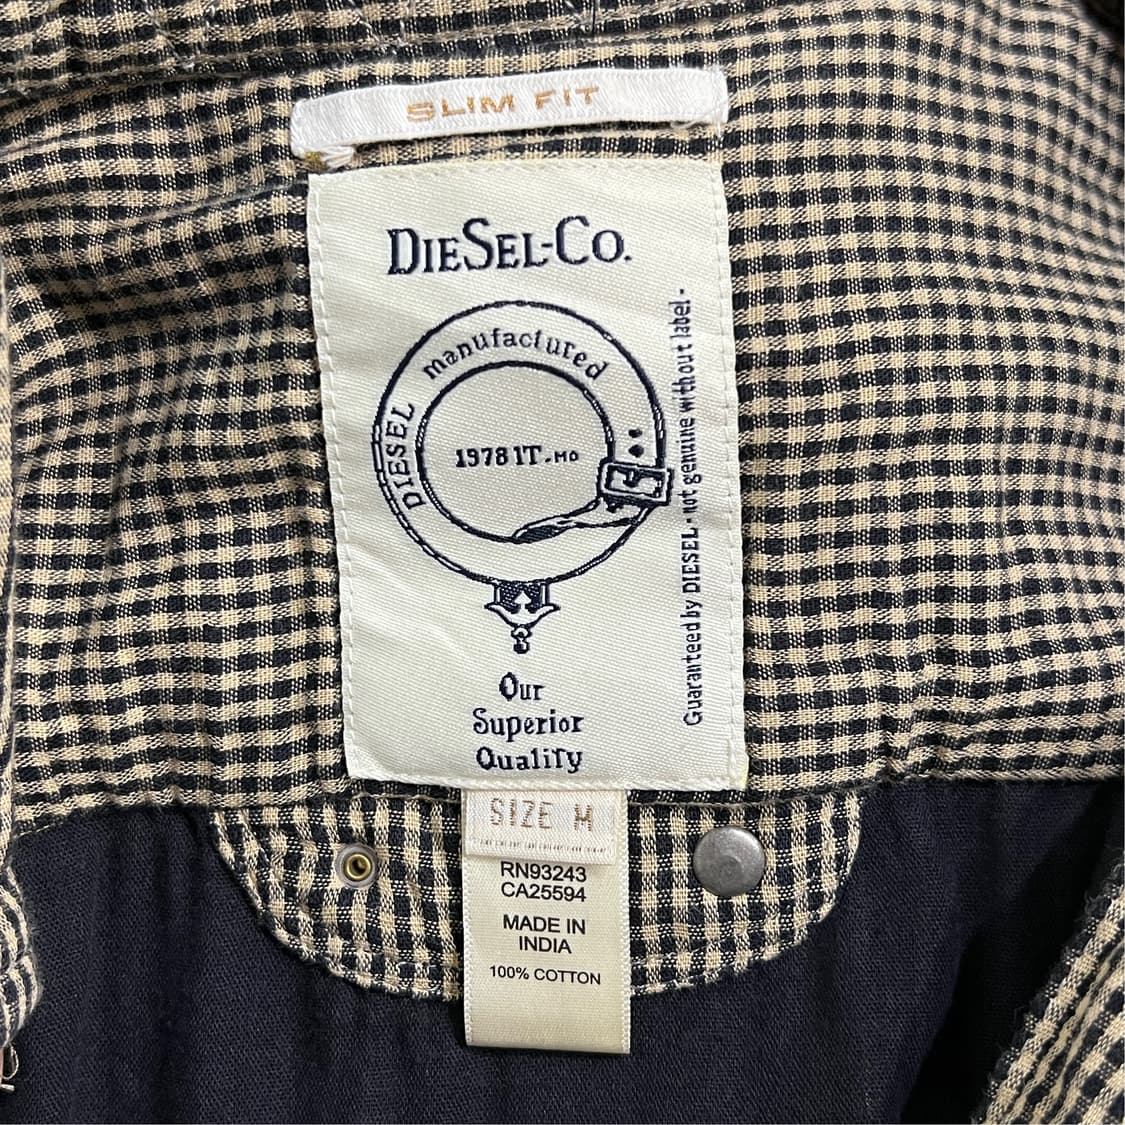 SLIM FIT
DIESEL-CO.
DIESEL manufactured
1978 IT.MO
Guaranteed by DIESEL · not genuine without label ·
Our
Superior
Quality
SIZE M
RN93243
CA25594
MADE IN
INDIA
100% COTTON